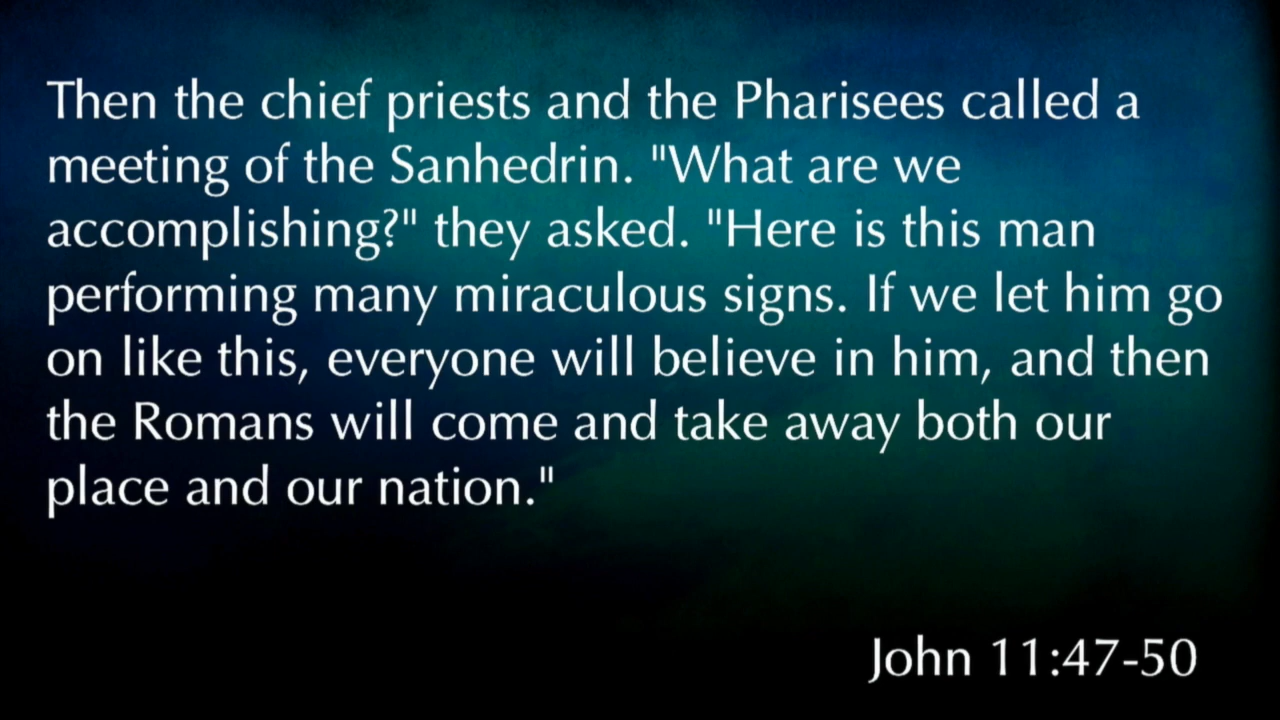 Then the chief priests and the Pharisees called a
meeting of the Sanhedrin. "What are we
accomplishing?" they asked. "Here is this man
performing many miraculous signs. If we let him go
on like this, everyone will believe in him, and then
the Romans will come and take away both our
place and our nation."
John 11:47-50